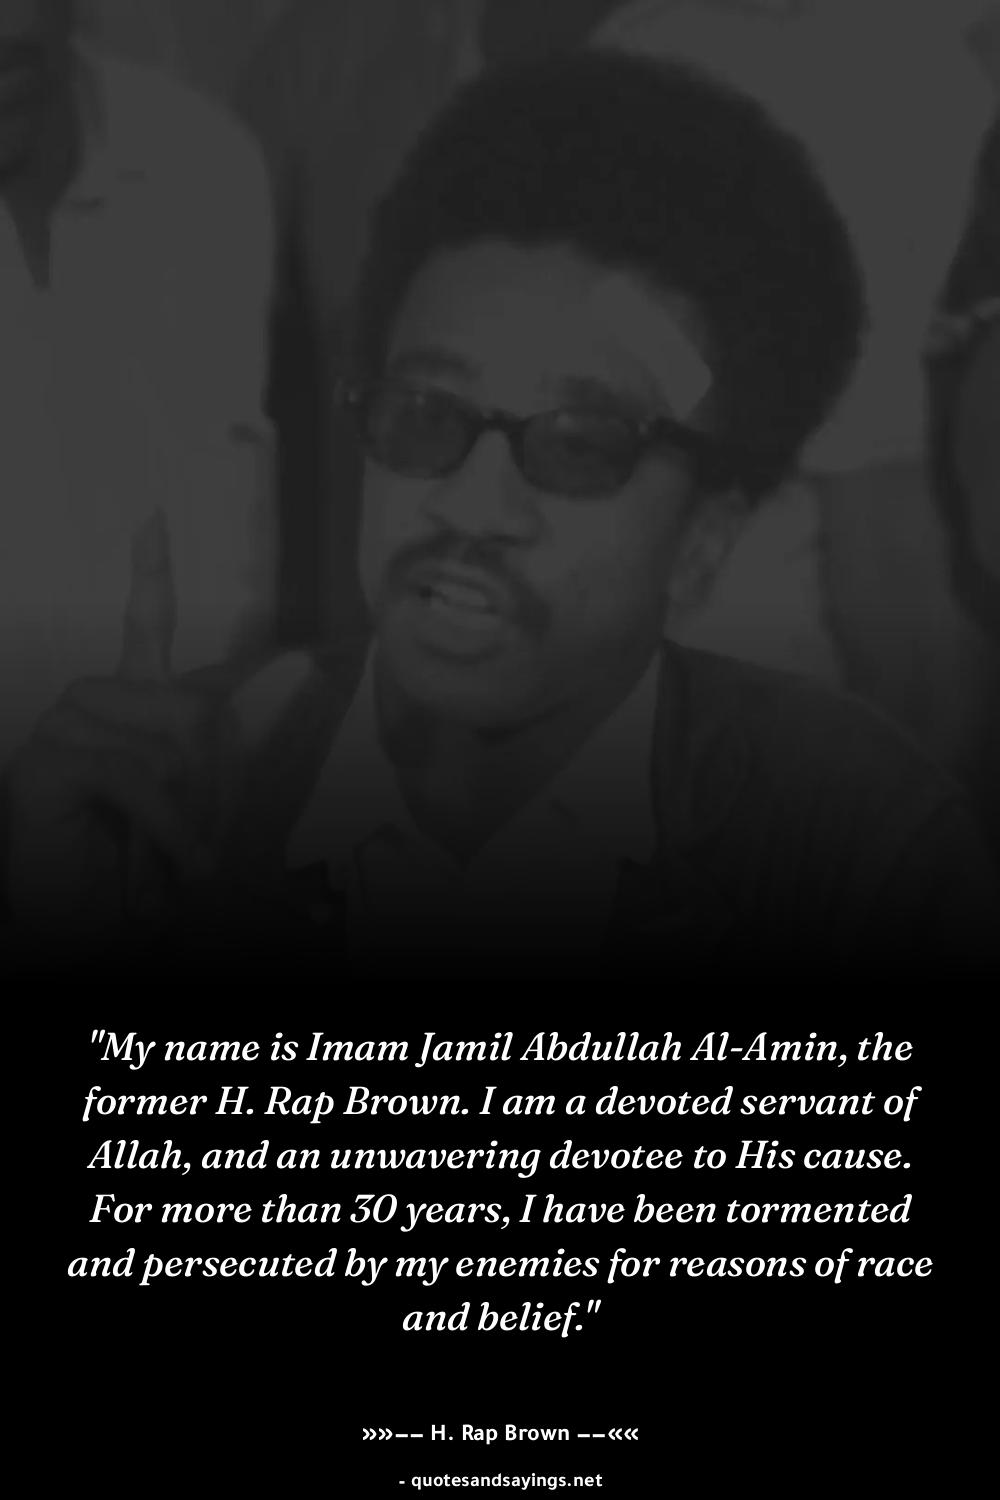 "My name is Imam Jamil Abdullah Al-Amin, the
former H. Rap Brown. I am a devoted servant of
Allah, and an unwavering devotee to His cause.
For more than 30 years, I have been tormented
and persecuted by my enemies for reasons of race
and belief."
»»–– H. Rap Brown ––««
- quotesandsayings.net